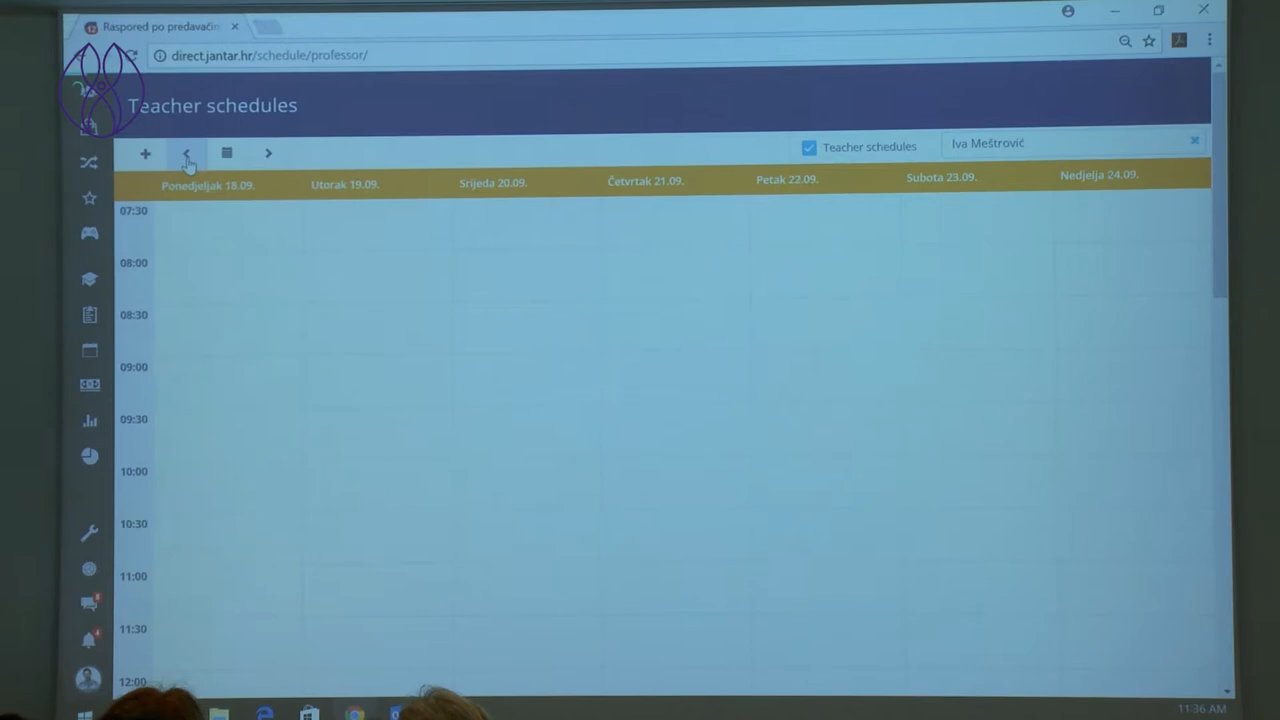 Raspored po predavačin
direct.jantar.hr/schedule/professor/
Teacher schedules
Teacher schedules
Iva Meštrović
Ponedjeljak 18.09. Utorak 19.09. Srijeda 20.09. Četvrtak 21.09. Petak 22.09. Subota 23.09. Nedjelja 24.09.
07:30
08:00
08:30
09:00
09:30
10:00
10:30
11:00
11:30
12:00
11:36 AM